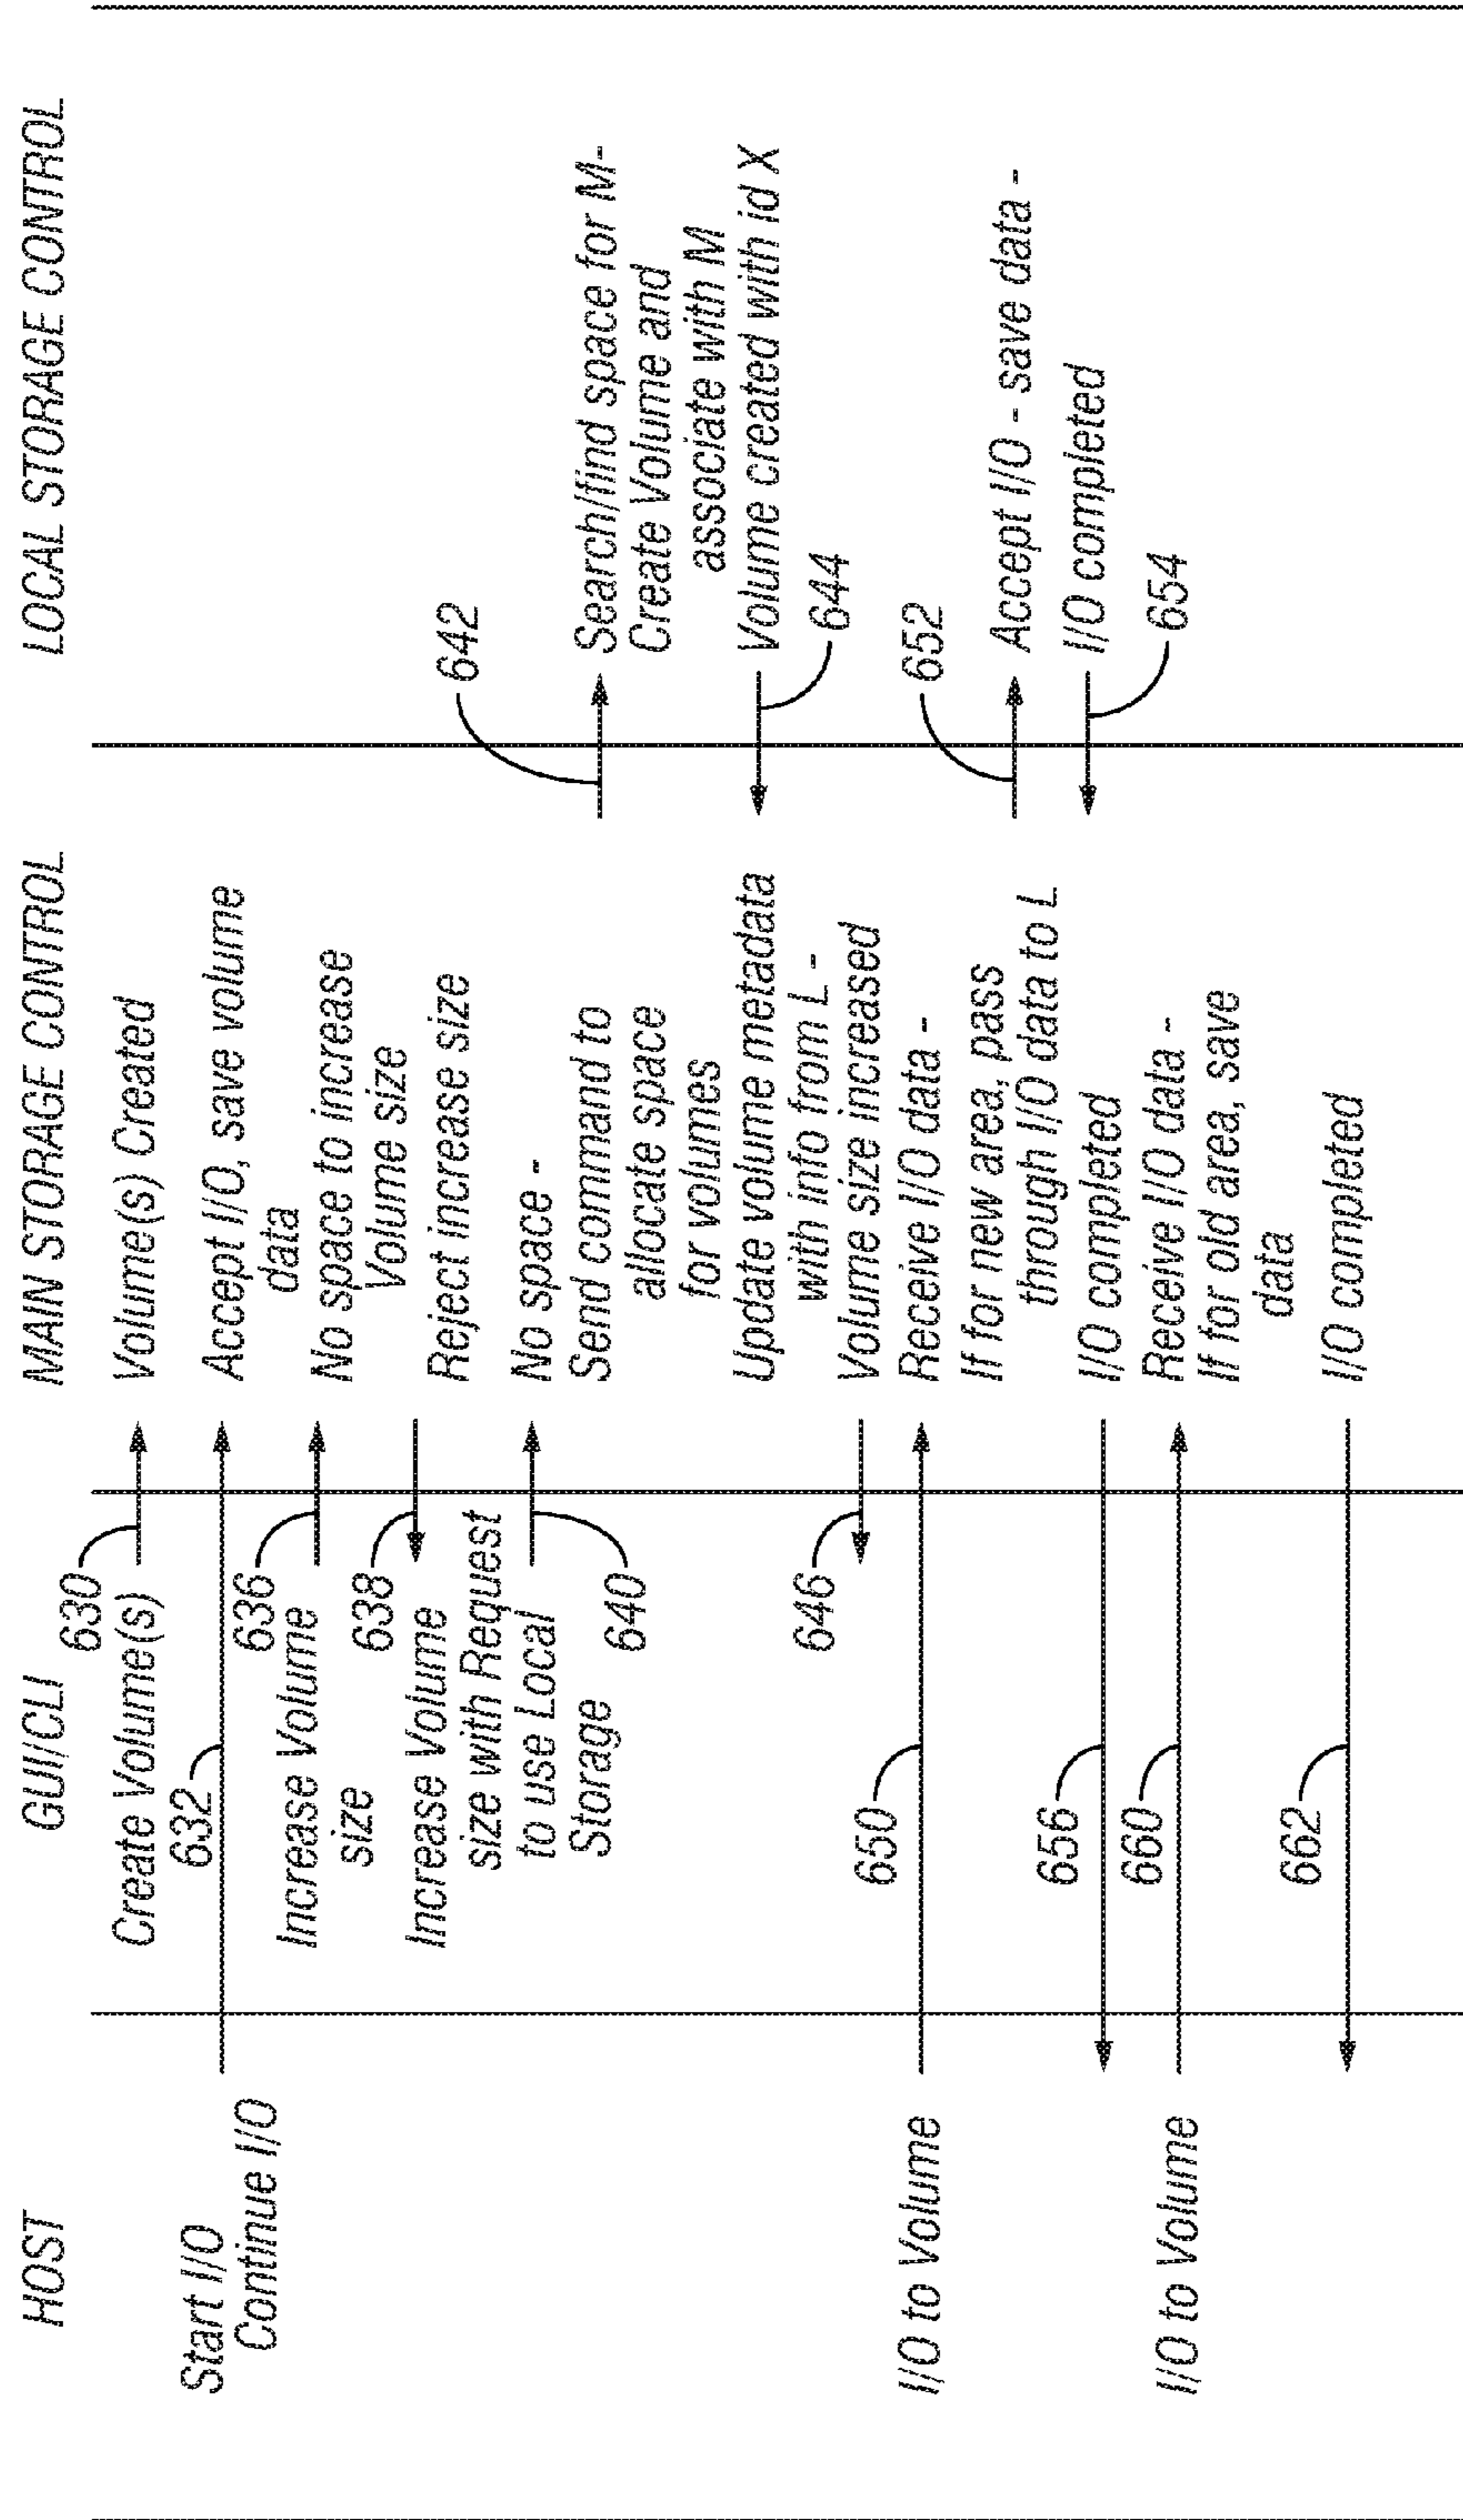 HOST
GUI/CLI
MAIN STORAGE CONTROL
LOCAL STORAGE CONTROL
630
Create Volume(s)
Volume(s) Created
Start I/O
Continue I/O
632
Accept I/O, save volume
data
636
Increase Volume
size
No space to increase
Volume size
638
Reject increase size
Increase Volume
size with Request
to use Local
Storage
640
No space -
Send command to
allocate space
for volumes
642
Search/find space for M-
Create Volume and
associate with M
Volume created with id X
644
Update volume metadata
with info from L -
Volume size increased
646
I/O to Volume
650
Receive I/O data -
If for new area, pass
through I/O data to L
652
Accept I/O - save data -
I/O completed
654
656
I/O completed
I/O to Volume
660
Receive I/O data -
If for old area, save
data
662
I/O completed